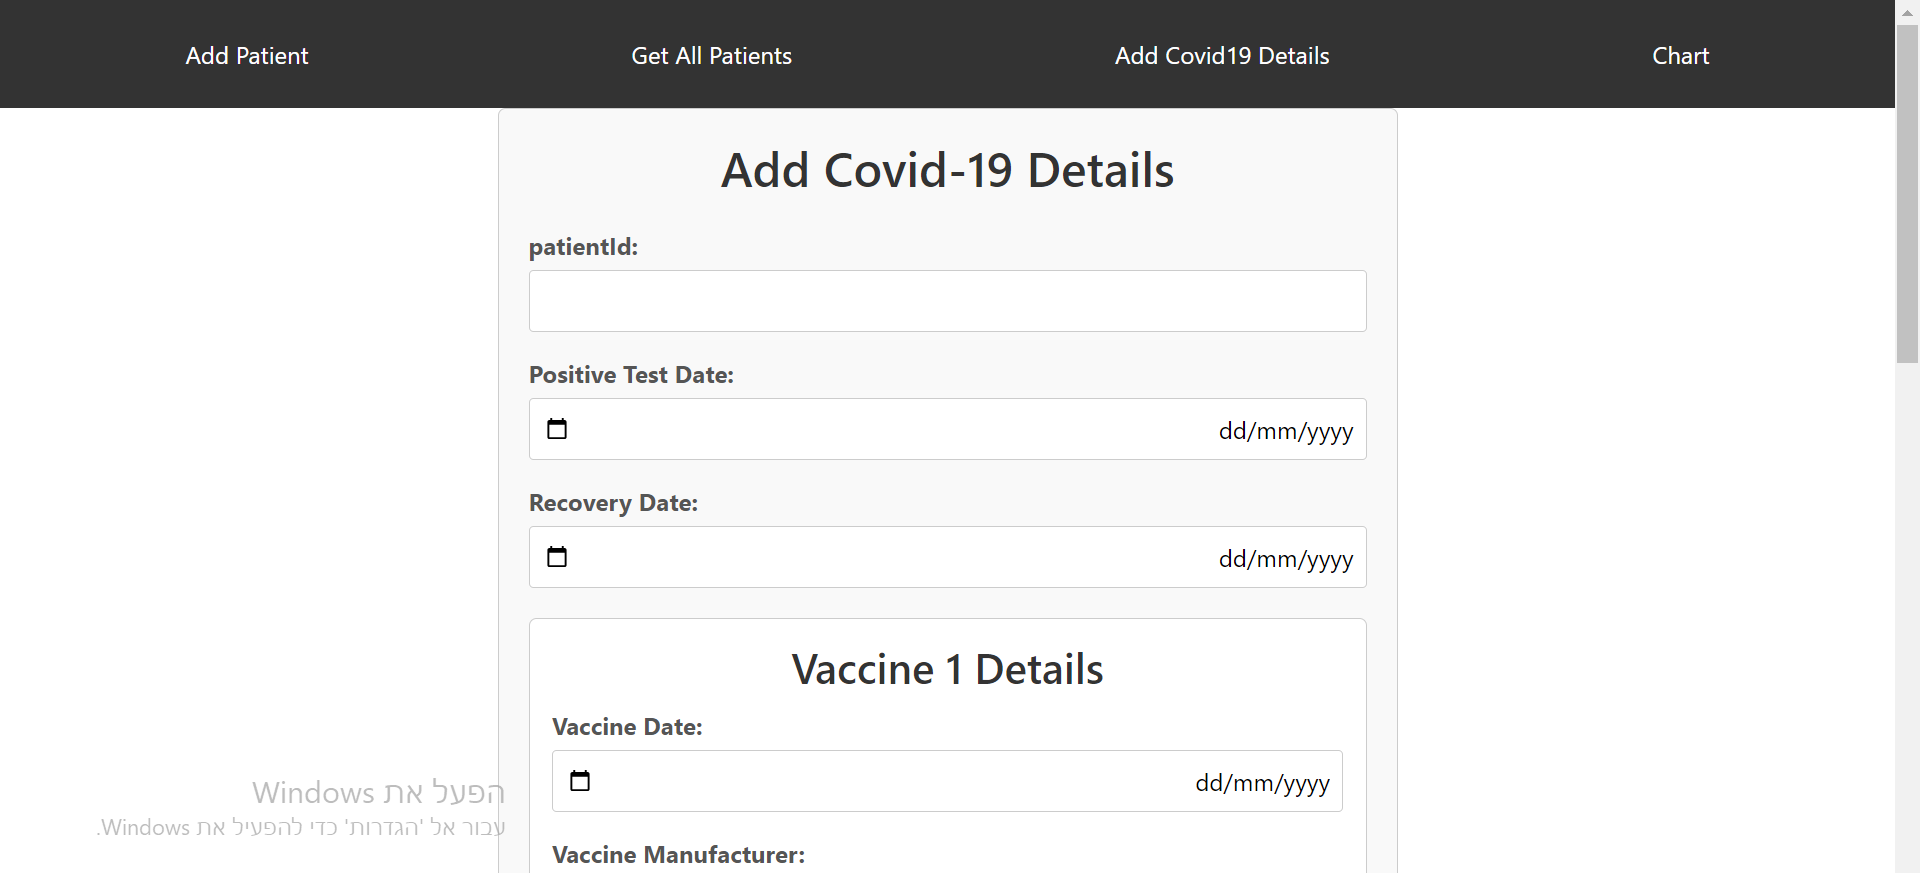 Add Patient Get All Patients Add Covid19 Details Chart
Add Covid-19 Details
patientId:
Positive Test Date:
dd/mm/yyyy
Recovery Date:
dd/mm/yyyy
Vaccine 1 Details
Vaccine Date:
dd/mm/yyyy
Vaccine Manufacturer:
הפעל את Windows
עבור אל 'הגדרות' כדי להפעיל את Windows.